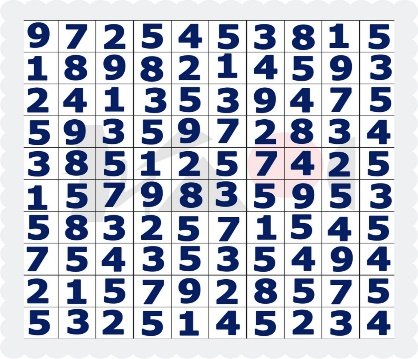 9 7 2 5 4 5 3 8 1 5
1 8 9 8 2 1 4 5 9 3
2 4 1 3 5 3 9 4 7 5
5 9 3 5 9 7 2 8 3 4
3 8 5 1 2 5 7 4 2 5
1 5 7 9 8 3 5 9 5 3
5 8 3 2 5 7 1 5 4 5
7 5 4 3 5 3 5 4 9 4
2 1 5 7 9 2 8 5 7 5
5 3 2 5 1 4 5 2 3 4